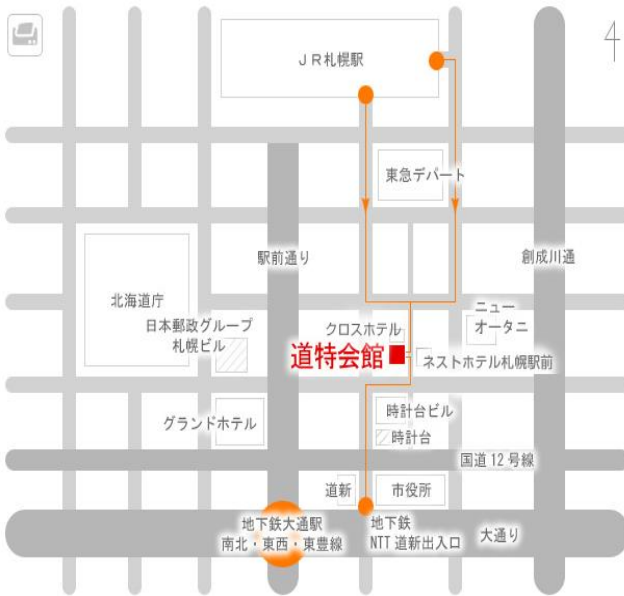 JR札幌駅
東急デパート
駅前通り
創成川通
北海道庁
日本郵政グループ
札幌ビル
クロスホテル
ニュー
オータニ
道特会館
ネストホテル札幌駅前
グランドホテル
時計台ビル
時計台
国道12号線
道新
市役所
地下鉄大通駅
南北・東西・東豊線
地下鉄
NTT道新出入口
大通り